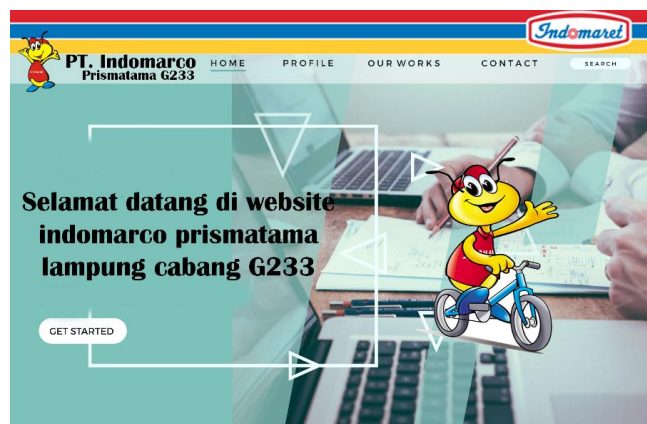 Indomaret
PT. Indomarco
Prismatama G233
HOME PROFILE OUR WORKS CONTACT SEARCH
Selamat datang di website
indomarco prismatama
lampung cabang G233
GET STARTED